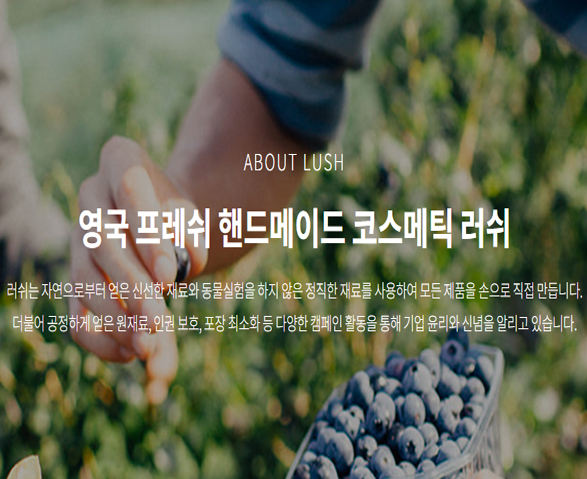 ABOUT LUSH
영국 프레쉬 핸드메이드 코스메틱 러쉬
러쉬는 자연으로부터 얻은 신선한 재료와 동물실험을 하지 않은 정직한 재료를 사용하여 모든 제품을 손으로 직접 만듭니다.
더불어 공정하게 얻은 원재료, 인권 보호, 포장 최소화 등 다양한 캠페인 활동을 통해 기업 윤리와 신념을 알리고 있습니다.